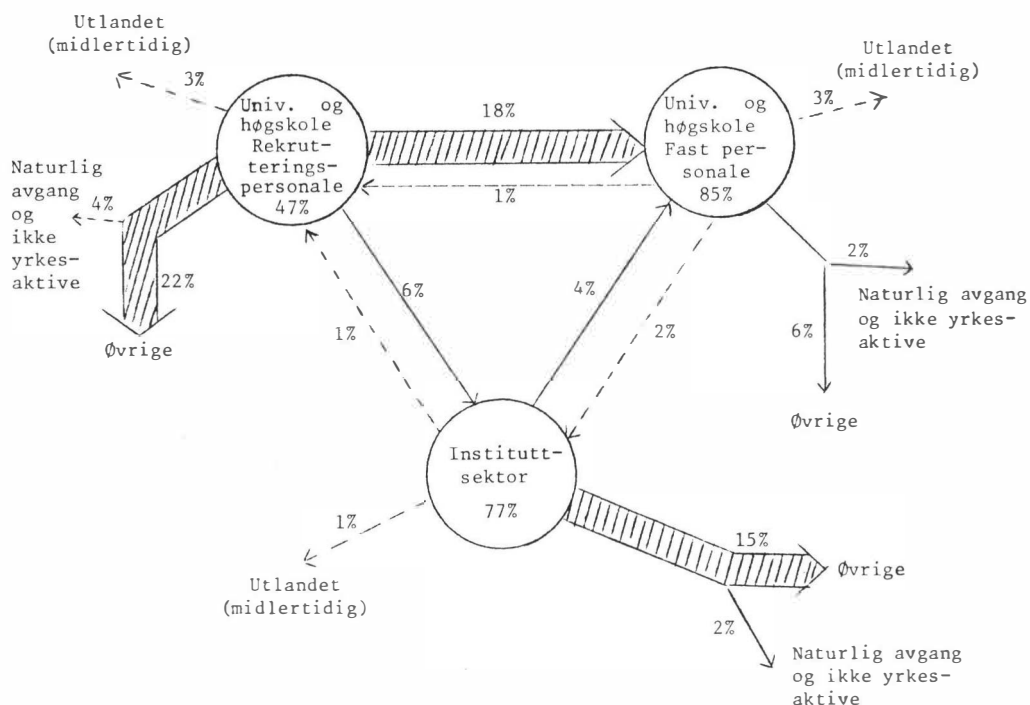 Utlandet
(midlertidig)
3%
Univ. og
høgskole
Rekrut-
terings-
personale
47%
18%
1%
Univ. og
høgskole
Fast per-
sonale
85%
Utlandet
(midlertidig)
3%
Naturlig
avgang
og
ikke
yrkes-
aktive
4%
22%
Øvrige
6%
1%
4%
2%
2%
Naturlig avgang
og ikke yrkes-
aktive
6%
Øvrige
Institutt-
sektor
77%
1%
Utlandet
(midlertidig)
15%
Øvrige
2%
Naturlig avgang
og ikke yrkes-
aktive